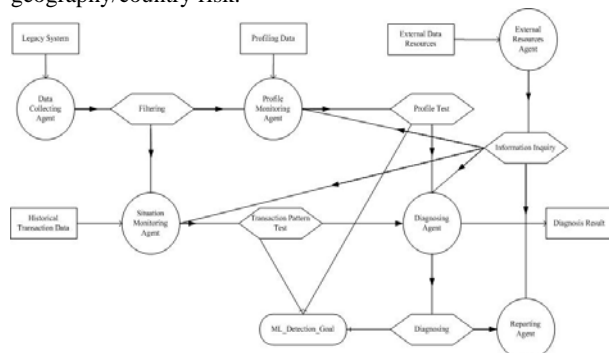 geography/country risk.
Legacy System
Profiling Data
External Data
Resources
External
Resources
Agent
Data
Collecting
Agent
Filtering
Profile
Monitoring
Agent
Profile Test
Information Inquiry
Historical
Transaction Data
Situation
Monitoring
Agent
Transaction Pattern
Test
Diagnosing
Agent
Diagnosis Result
ML_Detection_Goal
Diagnosing
Reporting
Agent